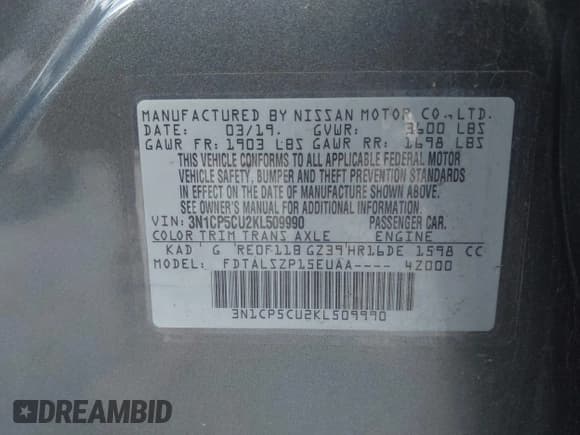 MANUFACTURED BY NISSAN MOTOR CO.,LTD.
DATE: 03/19. GVWR: 3600 LBS
GAWR FR: 1903 LBS GAWR RR: 1698 LBS
THIS VEHICLE CONFORMS TO ALL APPLICABLE FEDERAL MOTOR
VEHICLE SAFETY, BUMPER AND THEFT PREVENTION STANDARDS
IN EFFECT ON THE DATE OF MANUFACTURE SHOWN ABOVE.
SEE OWNER'S MANUAL FOR ADDITIONAL INFORMATION.
VIN: 3N1CP5CU2KL509990 PASSENGER CAR.
COLOR TRIM TRANS AXLE ENGINE
KAD ' G 'RE0F11B GZ39'HR16DE 1598 CC
MODEL: FDTALSZP15EUAA---- 42000
3N1CP5CU2KL509990
DREAMBID